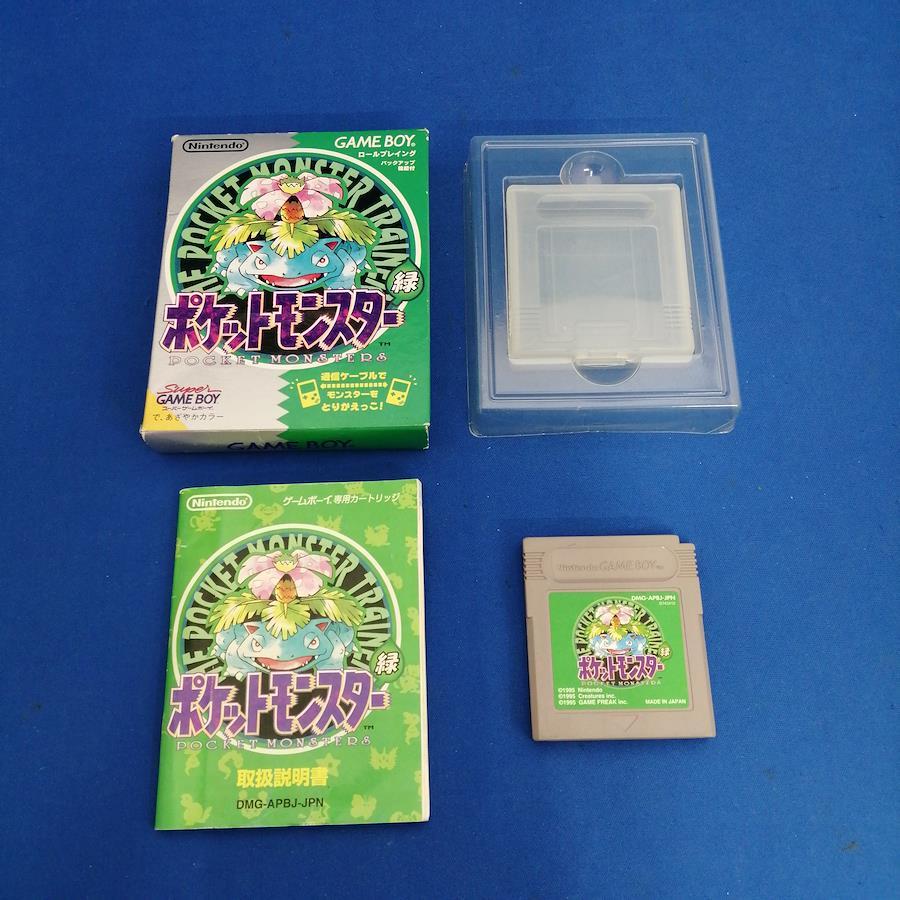 Nintendo
GAME BOY
ロールプレイング
バックアップ
機能付
THE POCKET MONSTER TRAINER
緑
ポケットモンスター
TM
POCKET MONSTERS
通信ケーブルで
モンスターを
とりかえっこ!
Super
GAME BOY
スーパーゲームボーイ
で、あざやかカラー
GAME BOY
Nintendo
ゲームボーイ専用カートリッジ
THE POCKET MONSTER TRAINER
緑
ポケットモンスター
TM
POCKET MONSTERS
取扱説明書
DMG-APBJ-JPN
Nintendo GAME BOY
TM
DMG-APBJ-JPN
緑
ポケットモンスター
POCKET MONSTERS
©1995 Nintendo
©1995 Creatures inc.
©1995 GAME FREAK inc.
MADE IN JAPAN